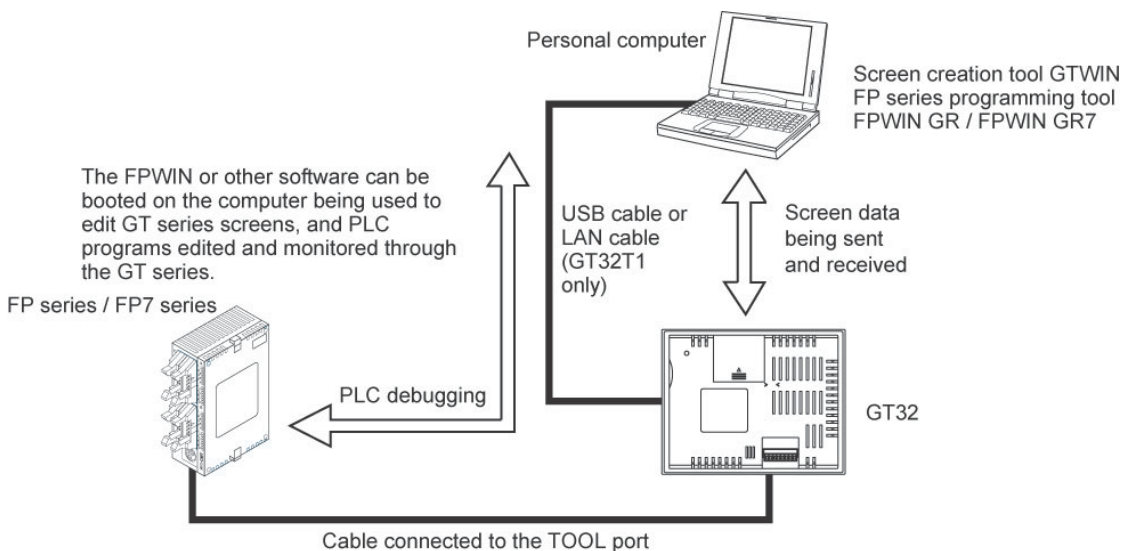 Personal computer
Screen creation tool GTWIN
FP series programming tool
FPWIN GR / FPWIN GR7
The FPWIN or other software can be
booted on the computer being used to
edit GT series screens, and PLC
programs edited and monitored through
the GT series.
USB cable or
LAN cable
(GT32T1
only)
Screen data
being sent
and received
FP series / FP7 series
PLC debugging
GT32
Cable connected to the TOOL port